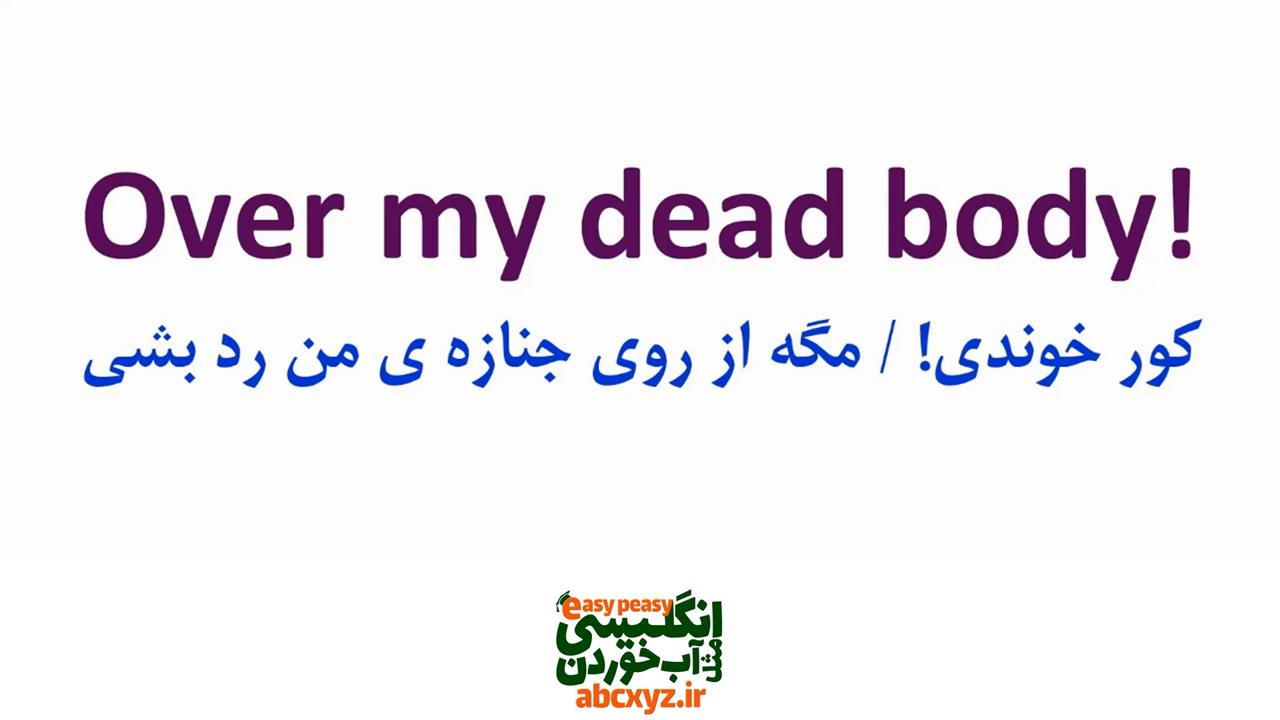 Over my dead body!
کور خوندی! / مگه از روی جنازه ی من رد بشی
easy peasy
انگلیسی
مثل آب خوردن
abcxyz.ir